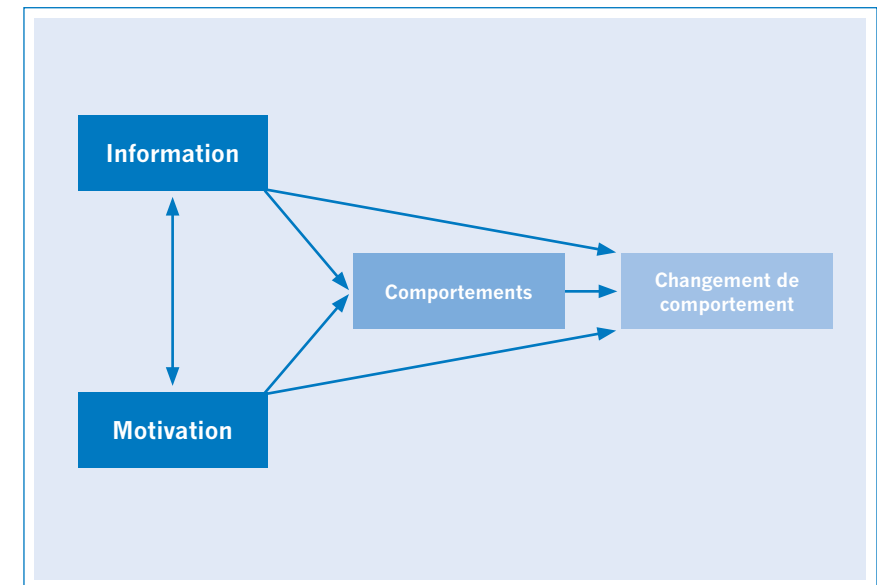 Information
Comportements
Changement de
comportement
Motivation